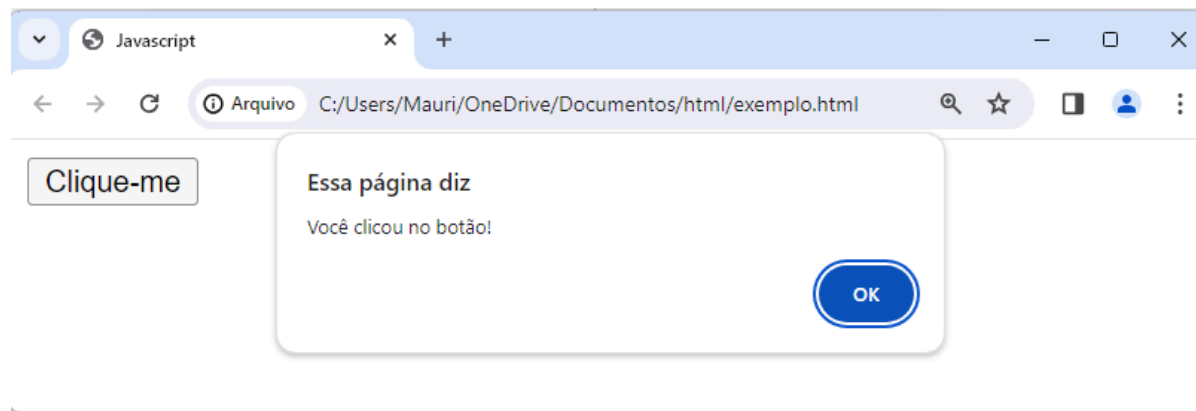 Javascript
Arquivo C:/Users/Mauri/OneDrive/Documentos/html/exemplo.html
Clique-me
Essa página diz
Você clicou no botão!
OK